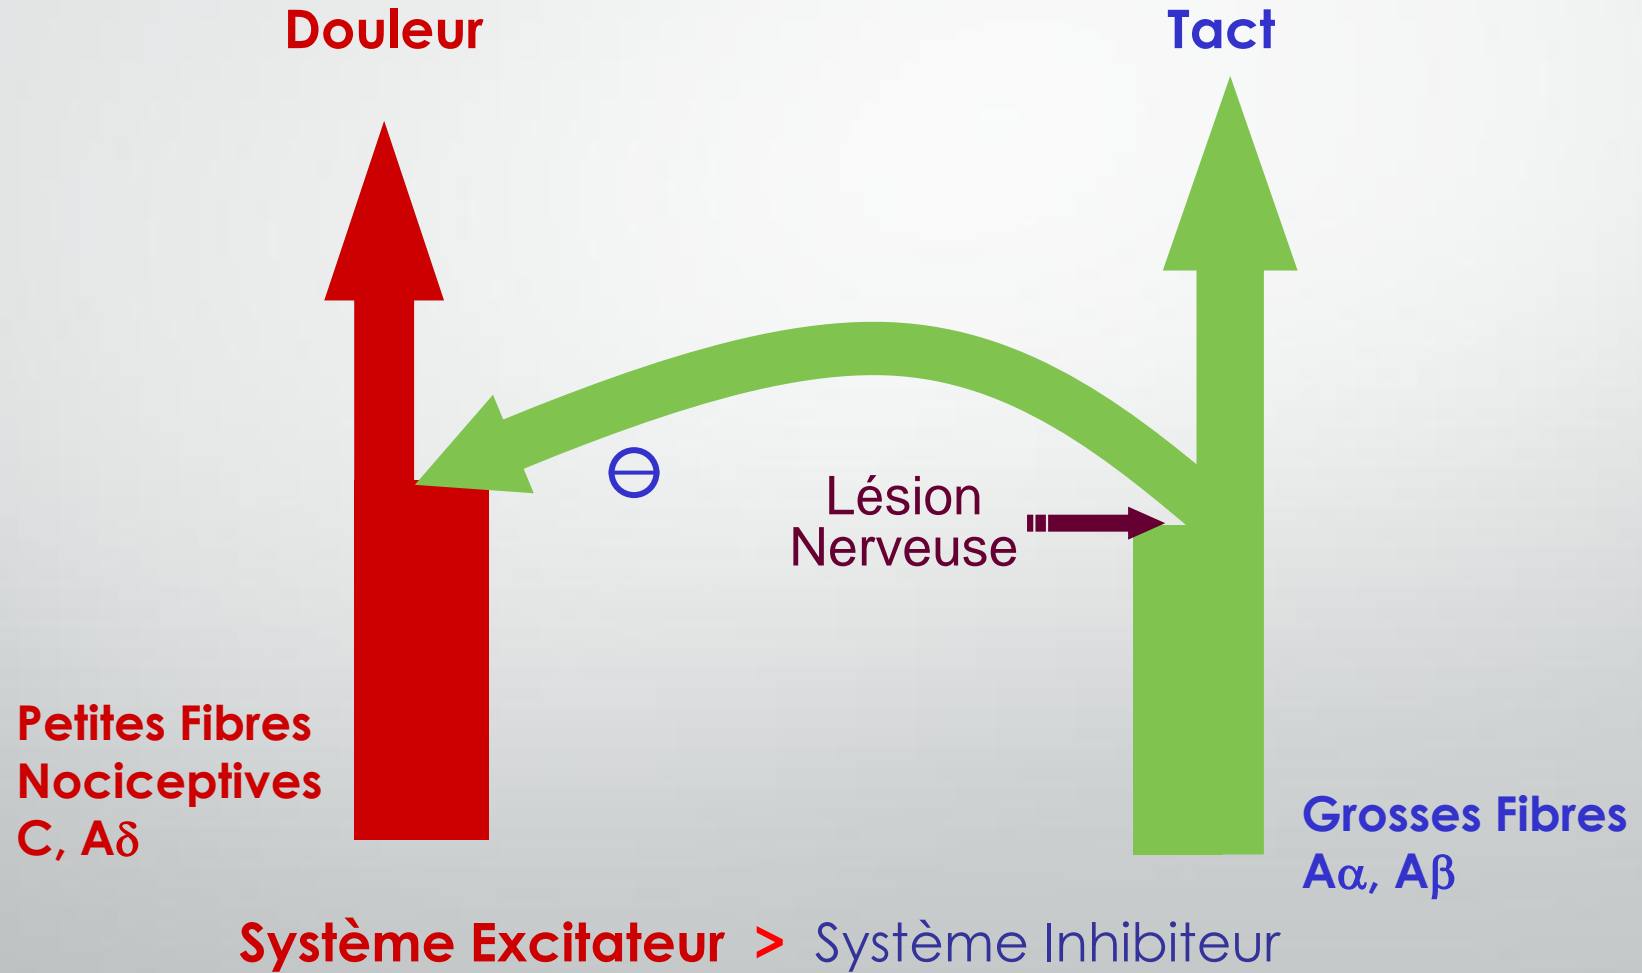 Douleur
Tact
⊖
Lésion
Nerveuse
Petites Fibres
Nociceptives
C, Aδ
Grosses Fibres
Aα, Aβ
Système Excitateur > Système Inhibiteur